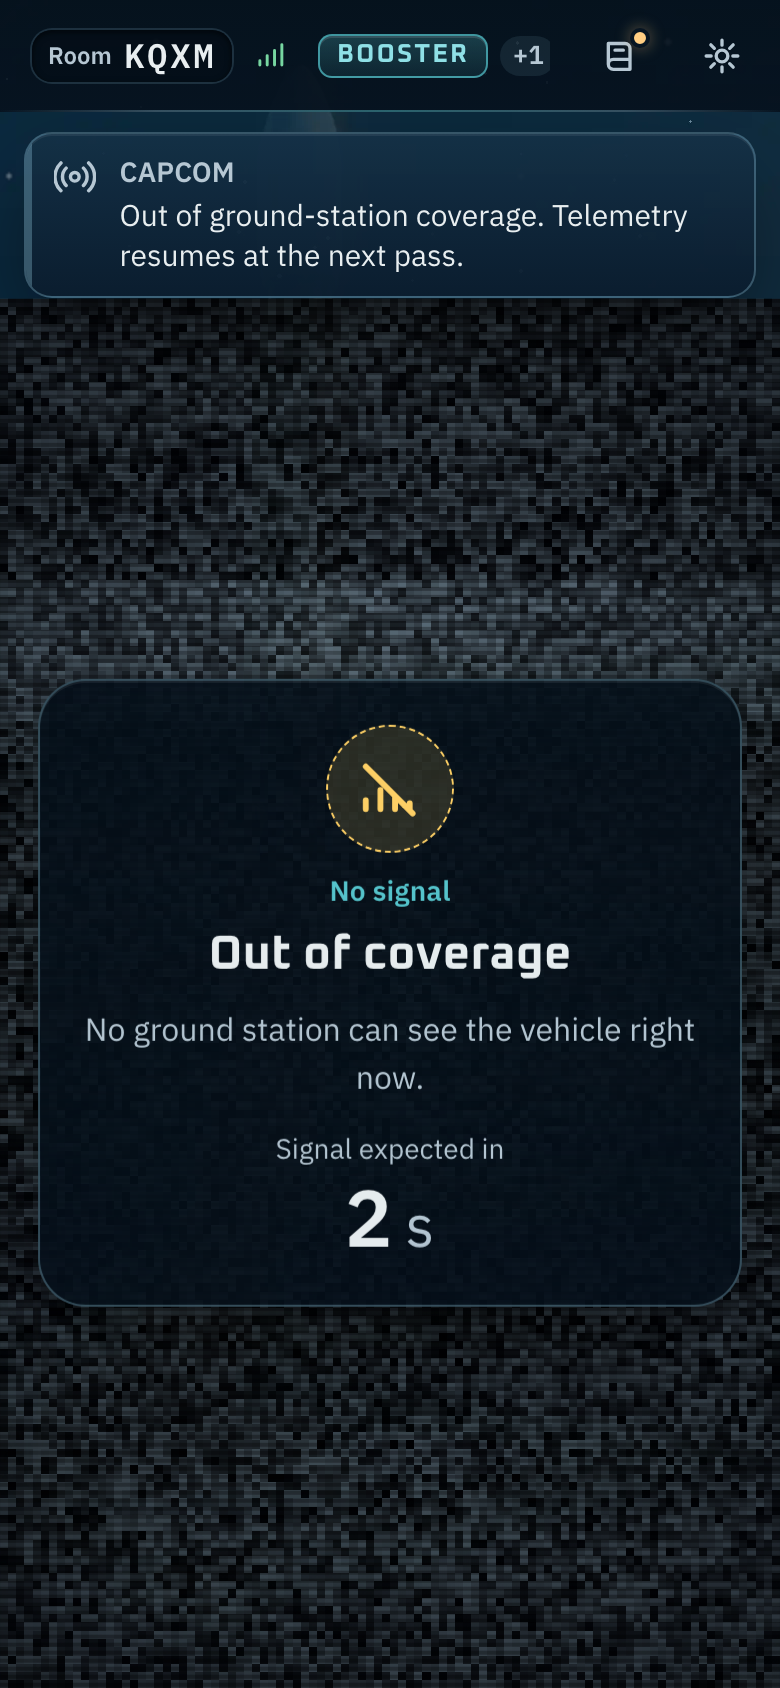 Room KQXM BOOSTER +1
CAPCOM
Out of ground-station coverage. Telemetry
resumes at the next pass.
No signal
Out of coverage
No ground station can see the vehicle right
now.
Signal expected in
2 s